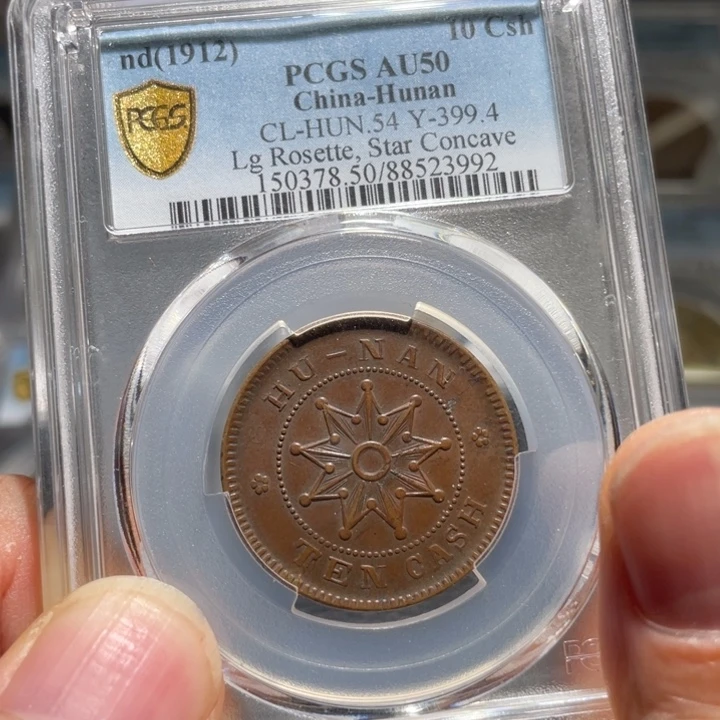 nd(1912) 10 Csh
PCGS AU50
China-Hunan
CL-HUN.54 Y-399.4
Lg Rosette, Star Concave
150378.50/88523992
PCGS
HU-NAN
TEN CASH